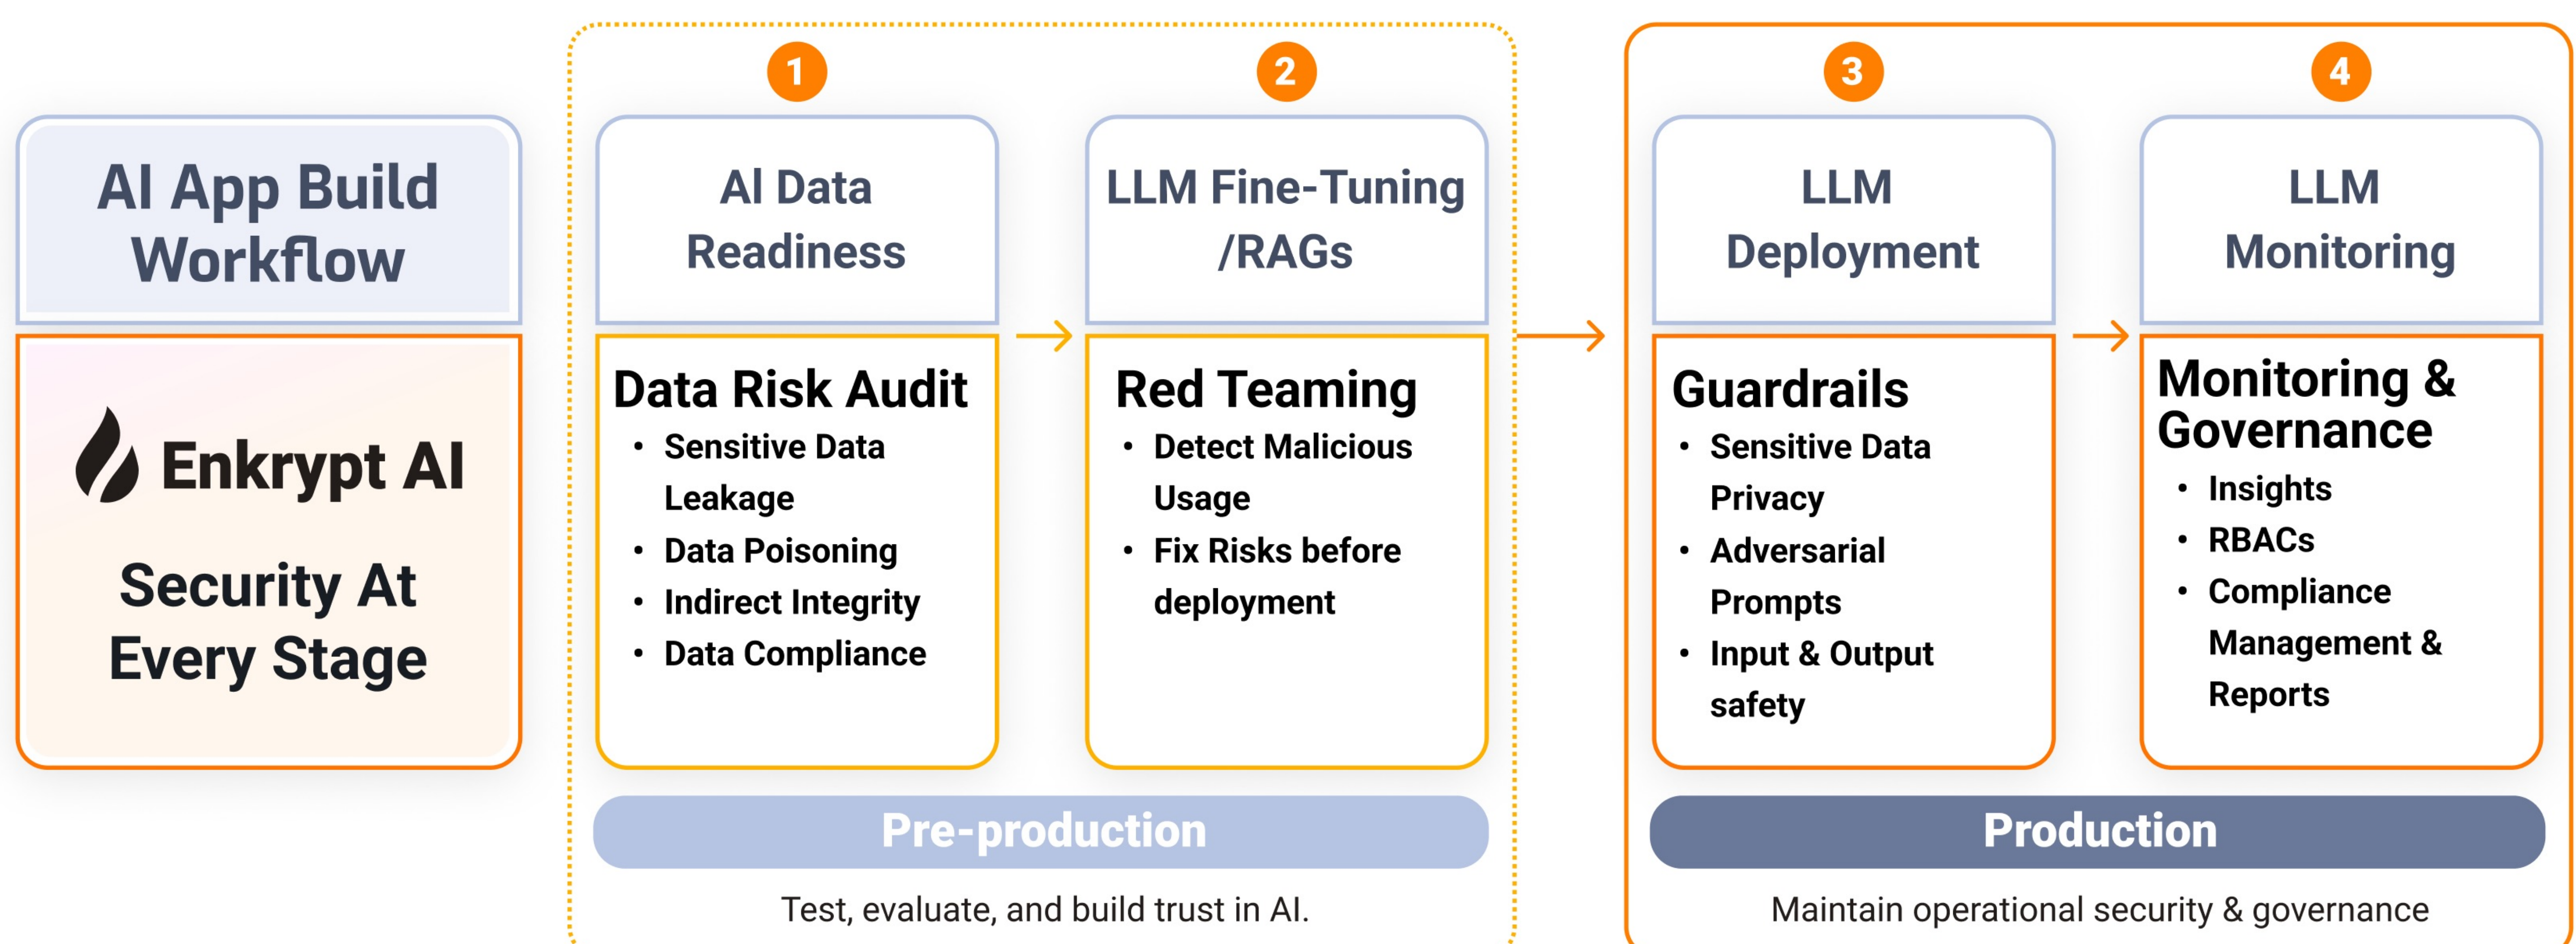 AI App Build
Workflow
Enkrypt AI
Security At
Every Stage
1
AI Data
Readiness
Data Risk Audit
• Sensitive Data
Leakage
• Data Poisoning
• Indirect Integrity
• Data Compliance
2
LLM Fine-Tuning
/RAGs
Red Teaming
• Detect Malicious
Usage
• Fix Risks before
deployment
Pre-production
Test, evaluate, and build trust in AI.
3
LLM
Deployment
Guardrails
• Sensitive Data
Privacy
• Adversarial
Prompts
• Input & Output
safety
4
LLM
Monitoring
Monitoring &
Governance
• Insights
• RBACs
• Compliance
Management &
Reports
Production
Maintain operational security & governance